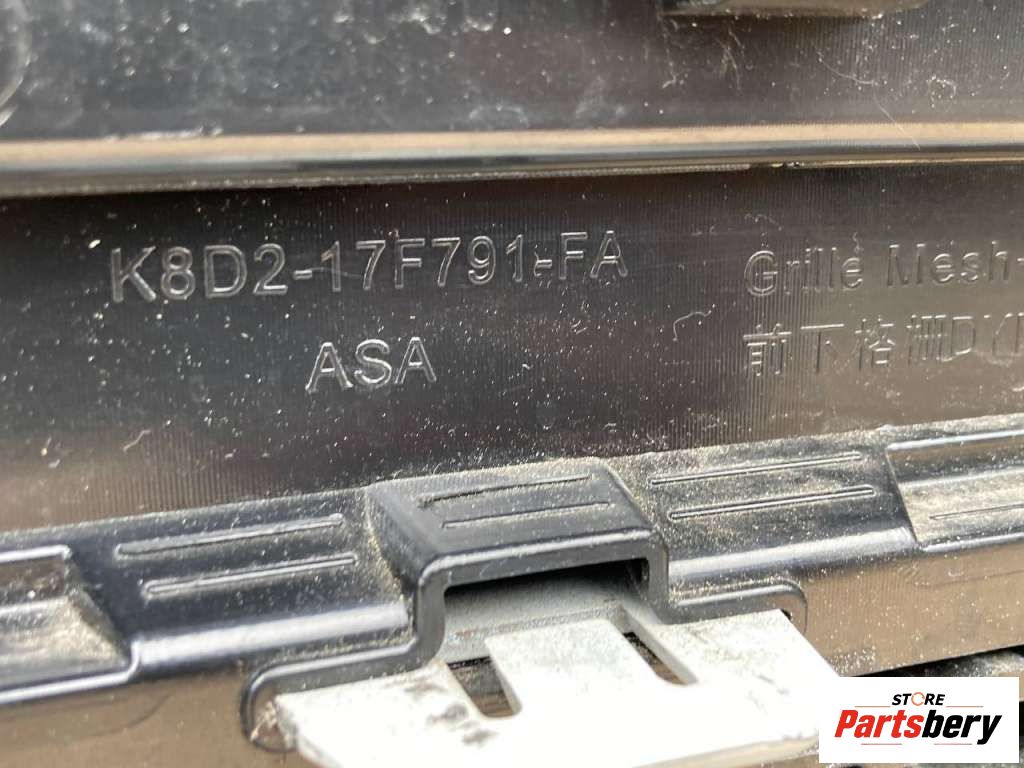 K8D2-17F791-FA
Grille Mesh-
ASA
前下格栅
STORE
Partsbery